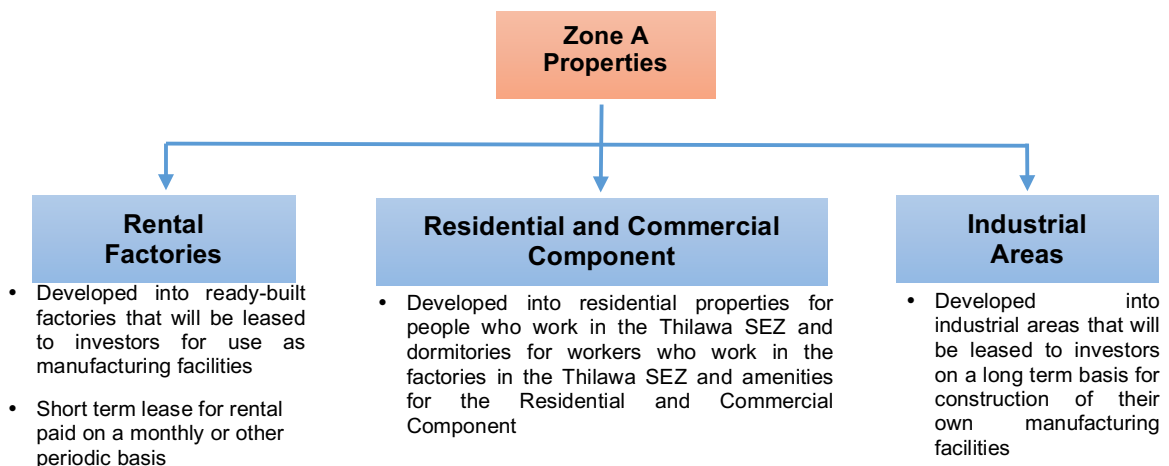 Zone A
Properties
Rental
Factories
• Developed into ready-built
factories that will be leased
to investors for use as
manufacturing facilities
• Short term lease for rental
paid on a monthly or other
periodic basis
Residential and Commercial
Component
• Developed into residential properties for
people who work in the Thilawa SEZ and
dormitories for workers who work in the
factories in the Thilawa SEZ and amenities
for the Residential and Commercial
Component
Industrial
Areas
• Developed into
industrial areas that will
be leased to investors
on a long term basis for
construction of their
own manufacturing
facilities